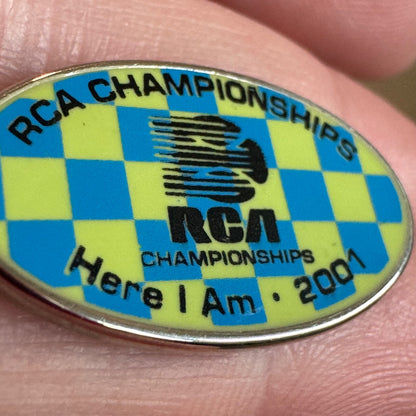 RCA CHAMPIONSHIPS
RCA
CHAMPIONSHIPS
Here I Am · 2001